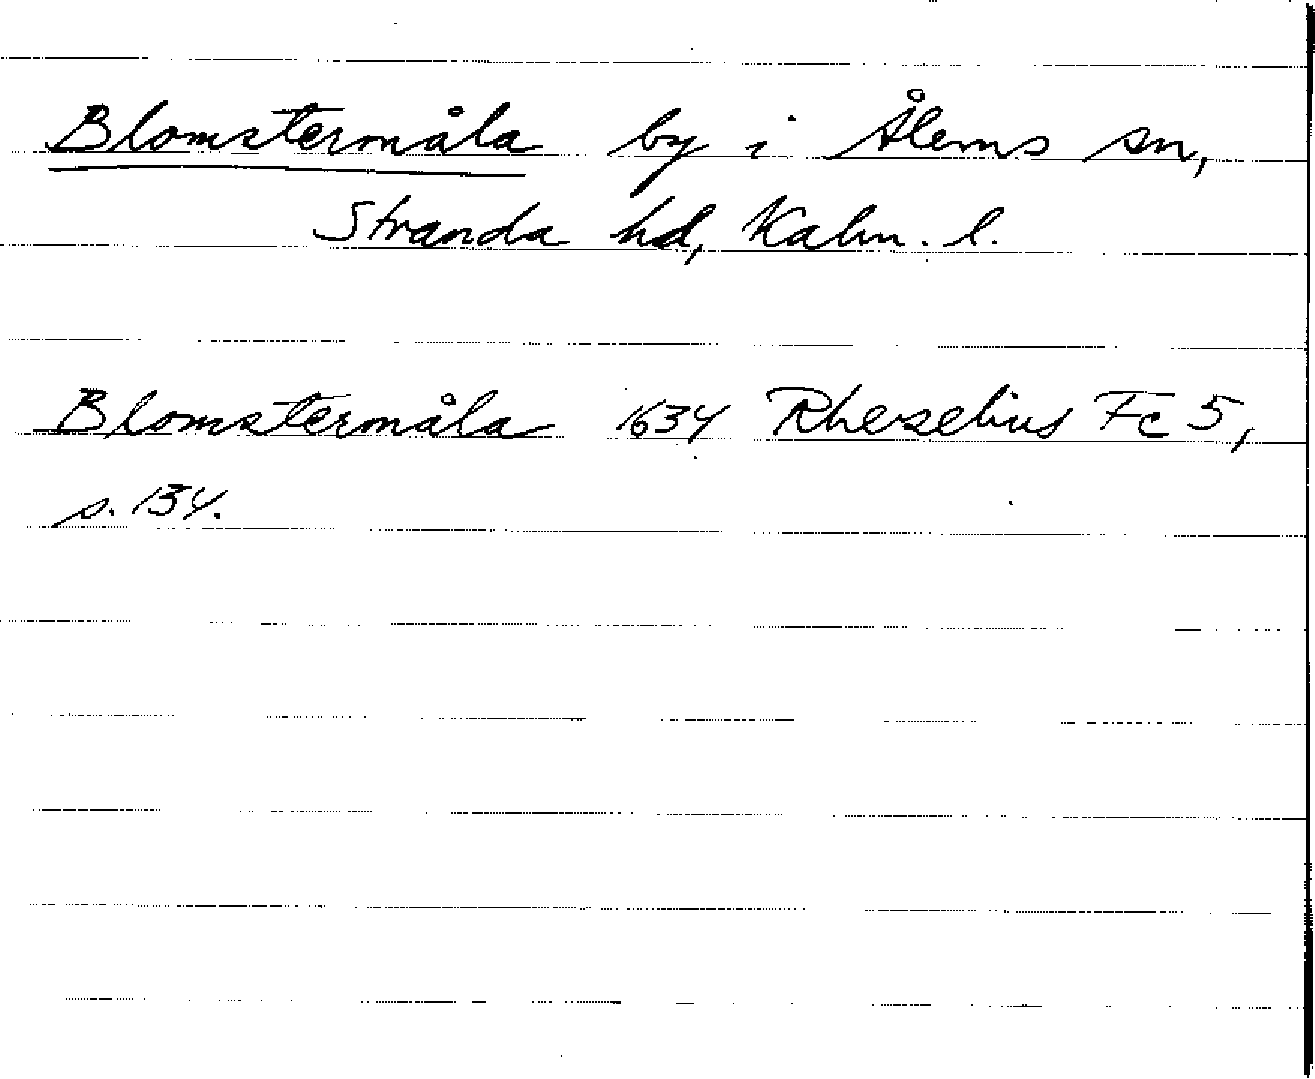 Blomstermåla by i Ålems sn,
Stranda hd, Kalm. l.
Blomstermåla 1634 Rhezelius Fc 5,
s. 134.